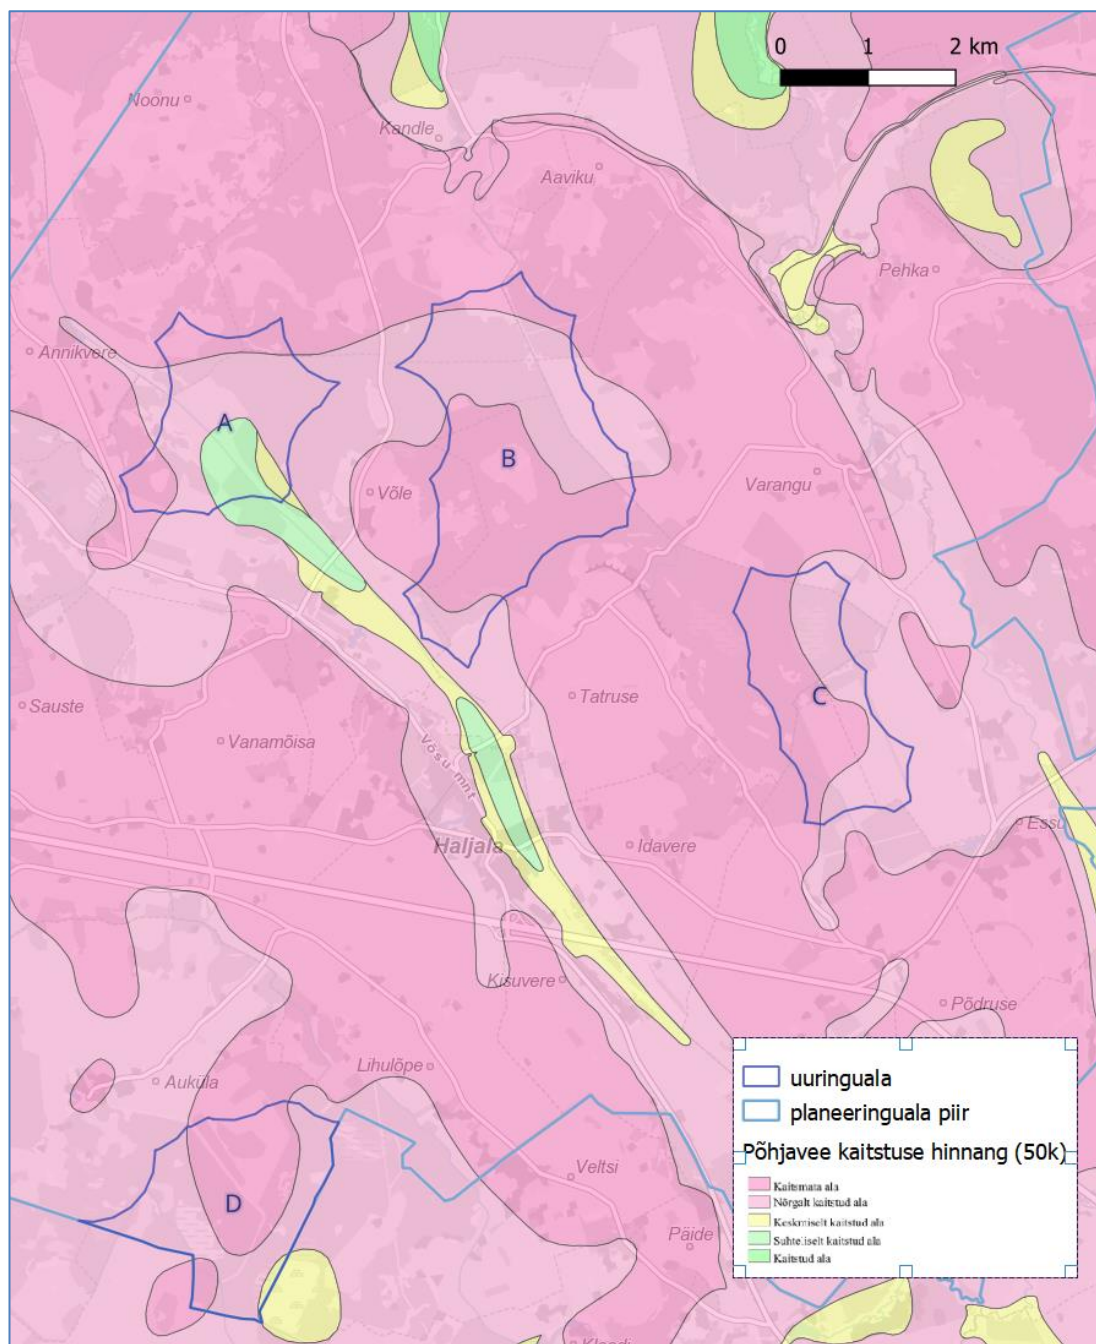 0 1 2 km
Noonu
Kandle
Aaviku
Pehka
Annikvere
A
B
Võle
Varangu
Sauste
Vanamõisa
Tatruse
C
Võsu mnt
Haljala
Idavere
Essu
Kisuvere
Põdruse
Lihulõpe
Auküla
D
Veltsi
Päide
uuringuala
planeeringuala piir
Põhjavee kaitstuse hinnang (50k)
Kaitsmata ala
Nõrgalt kaitstud ala
Keskmiselt kaitstud ala
Suhteliselt kaitstud ala
Kaitstud ala